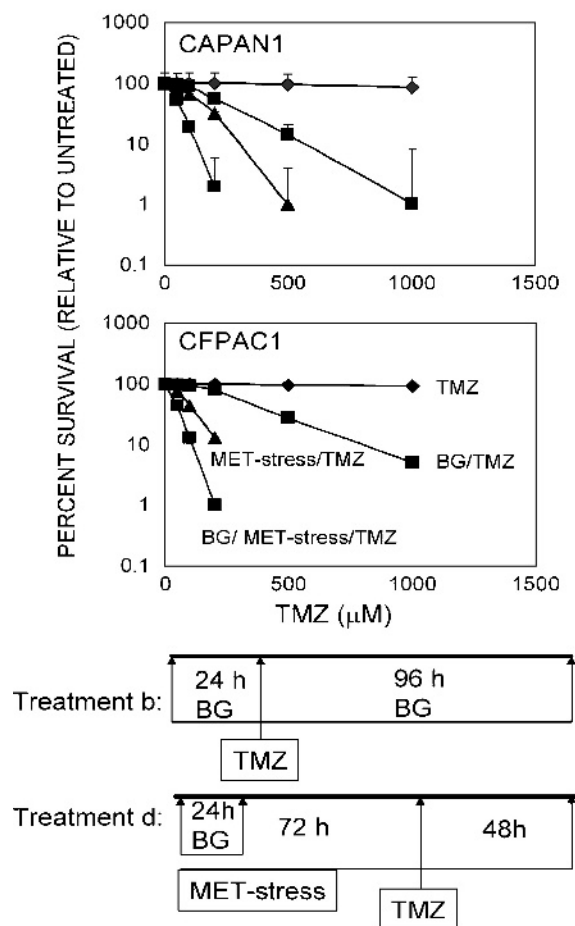 PERCENT SURVIVAL (RELATIVE TO UNTREATED)
1000
CAPAN1
100
10
1
0.1
0 500 1000 1500
1000
CFPAC1
100
TMZ
10
MET-stress/TMZ
BG/TMZ
1
BG/ MET-stress/TMZ
0.1
0 500 1000 1500
TMZ (μM)
Treatment b:
24 h
BG
96 h
BG
TMZ
Treatment d:
24h
BG
72 h
48h
MET-stress
TMZ